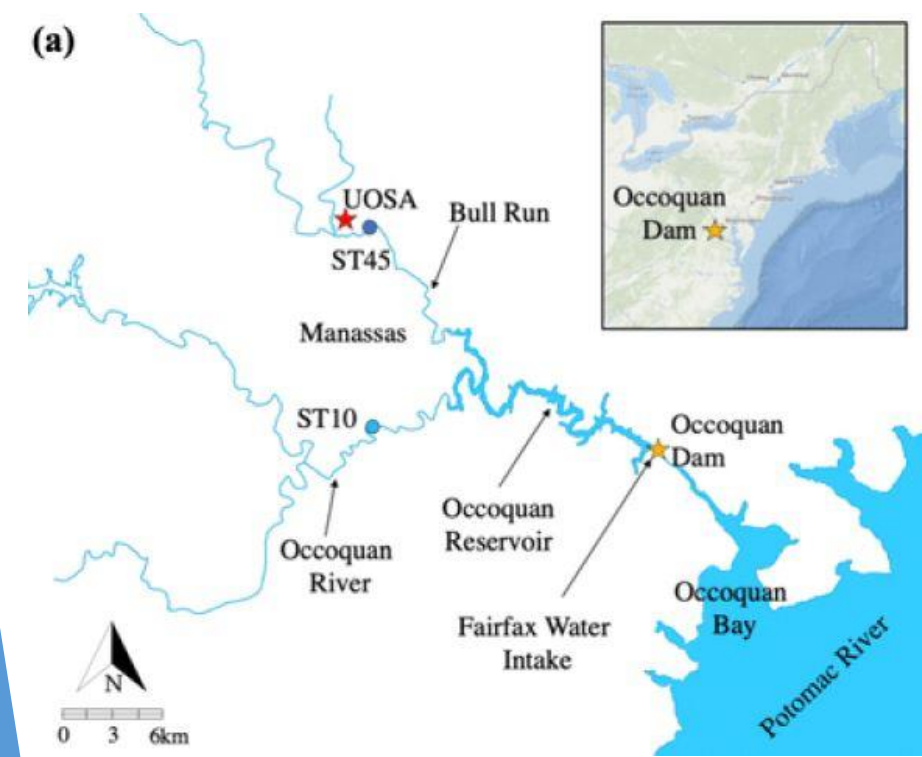 (a)
UOSA
ST45
Bull Run
Manassas
ST10
Occoquan
River
Occoquan
Reservoir
Occoquan
Dam
Fairfax Water
Intake
Occoquan
Bay
Potomac River
Occoquan
Dam
N
0 3 6km